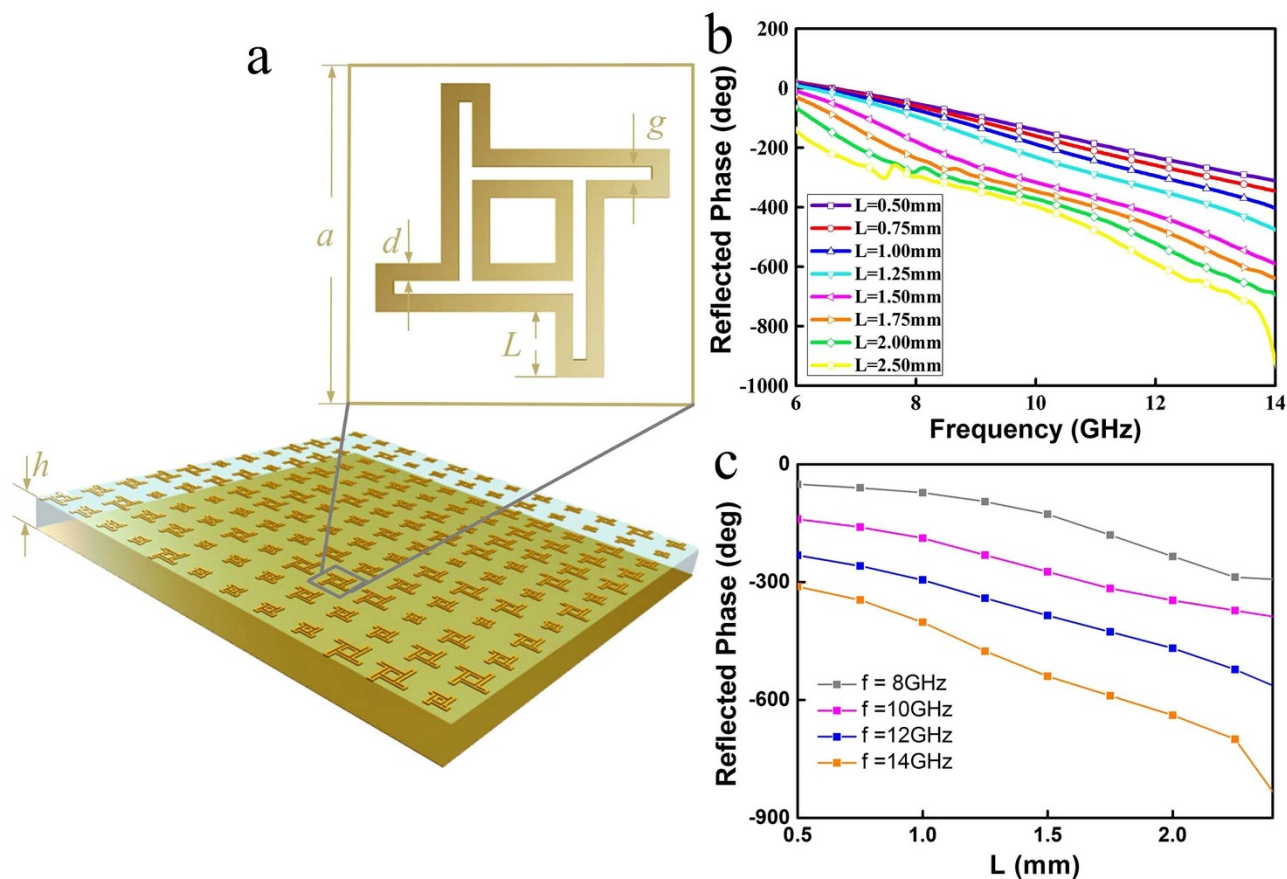 a
a
g
d
L
h
b
Reflected Phase (deg)
200
0
-200
-400
-600
-800
-1000
L=0.50mm
L=0.75mm
L=1.00mm
L=1.25mm
L=1.50mm
L=1.75mm
L=2.00mm
L=2.50mm
6 8 10 12 14
Frequency (GHz)
c
Reflected Phase (deg)
0
-300
-600
-900
f = 8GHz
f =10GHz
f =12GHz
f =14GHz
0.5 1.0 1.5 2.0
L (mm)